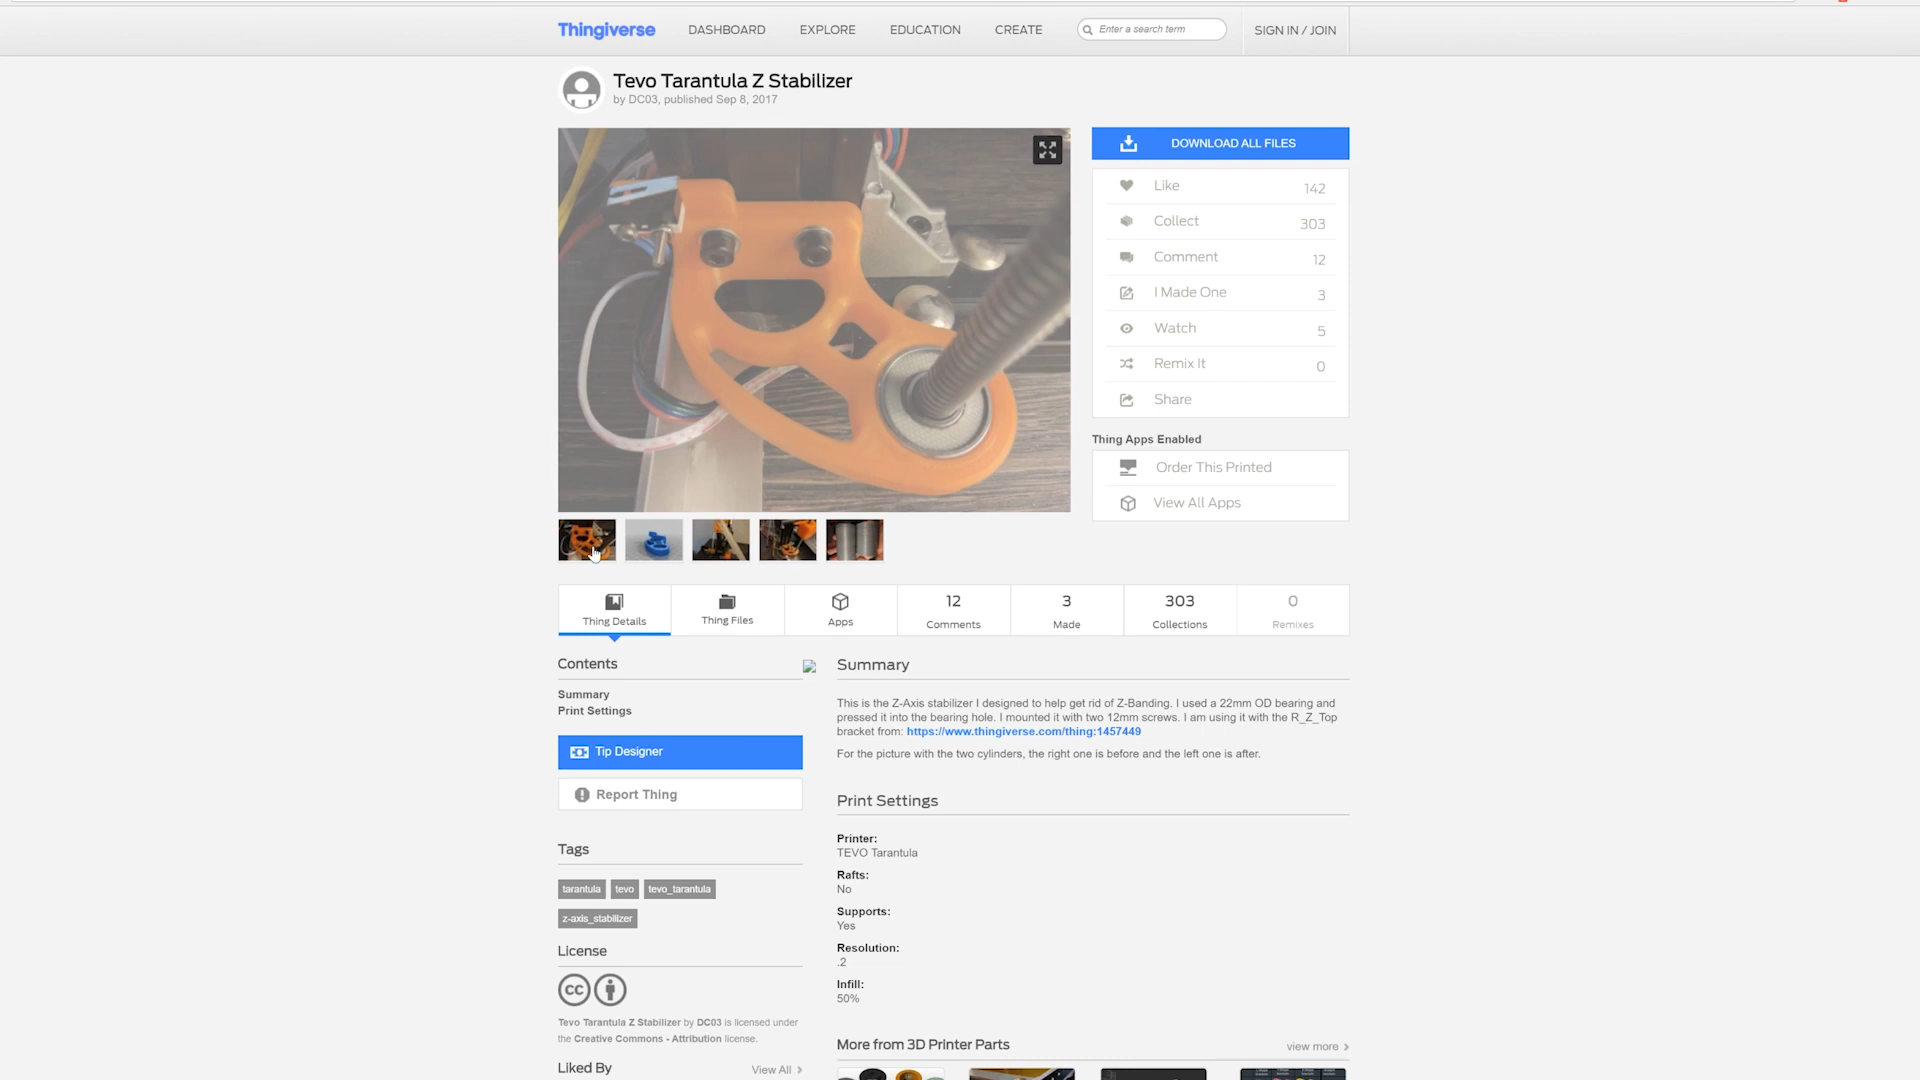 Thingiverse
DASHBOARD
EXPLORE
EDUCATION
CREATE
Enter a search term
SIGN IN / JOIN
Tevo Tarantula Z Stabilizer
by DC03, published Sep 8, 2017
DOWNLOAD ALL FILES
Like 142
Collect 303
Comment 12
I Made One 3
Watch 5
Remix It 0
Share
Thing Apps Enabled
Order This Printed
View All Apps
Thing Details
Thing Files
Apps
12
Comments
3
Made
303
Collections
0
Remixes
Contents
Summary
Print Settings
Tip Designer
Report Thing
Tags
tarantula
tevo
tevo_tarantula
z-axis_stabilizer
License
cc
Tevo Tarantula Z Stabilizer by DC03 is licensed under
the Creative Commons - Attribution license.
Liked By
View All
Summary
This is the Z-Axis stabilizer I designed to help get rid of Z-Banding. I used a 22mm OD bearing and
pressed it into the bearing hole. I mounted it with two 12mm screws. I am using it with the R_Z_Top
bracket from: https://www.thingiverse.com/thing:1457449
For the picture with the two cylinders, the right one is before and the left one is after.
Print Settings
Printer:
TEVO Tarantula
Rafts:
No
Supports:
Yes
Resolution:
.2
Infill:
50%
More from 3D Printer Parts
view more